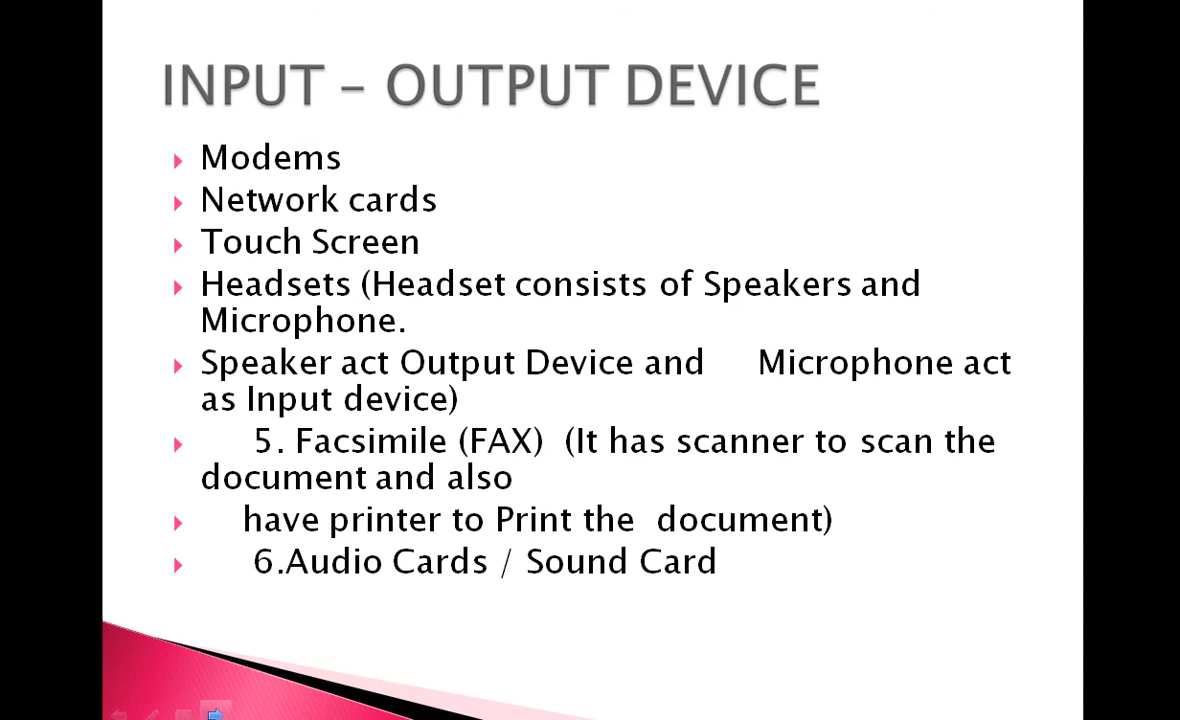 INPUT – OUTPUT DEVICE
Modems
Network cards
Touch Screen
Headsets (Headset consists of Speakers and
Microphone.
Speaker act Output Device and Microphone act
as Input device)
5. Facsimile (FAX) (It has scanner to scan the
document and also
have printer to Print the document)
6.Audio Cards / Sound Card